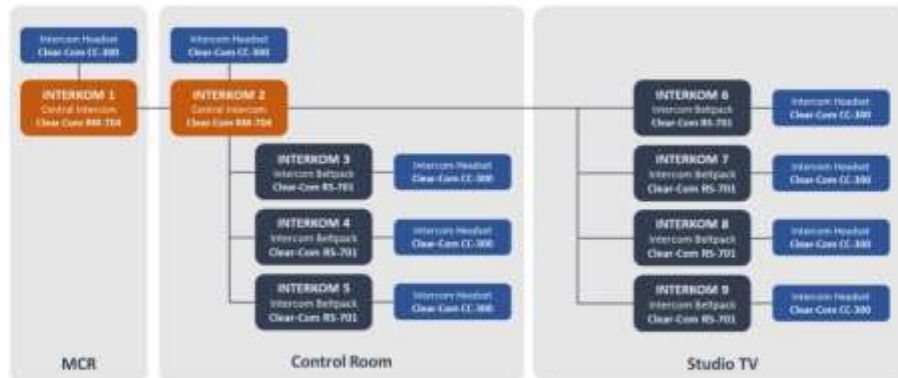 Intercom Headset
Clear-Com CC-300
INTERKOM 1
Central Intercom
Clear-Com RM-704
MCR
Intercom Headset
Clear-Com CC-300
INTERKOM 2
Central Intercom
Clear-Com RM-704
INTERKOM 3
Intercom Beltpack
Clear-Com RS-701
Intercom Headset
Clear-Com CC-300
INTERKOM 4
Intercom Beltpack
Clear-Com RS-701
Intercom Headset
Clear-Com CC-300
INTERKOM 5
Intercom Beltpack
Clear-Com RS-701
Intercom Headset
Clear-Com CC-300
Control Room
INTERKOM 6
Intercom Beltpack
Clear-Com RS-701
Intercom Headset
Clear-Com CC-300
INTERKOM 7
Intercom Beltpack
Clear-Com RS-701
Intercom Headset
Clear-Com CC-300
INTERKOM 8
Intercom Beltpack
Clear-Com RS-701
Intercom Headset
Clear-Com CC-300
INTERKOM 9
Intercom Beltpack
Clear-Com RS-701
Intercom Headset
Clear-Com CC-300
Studio TV